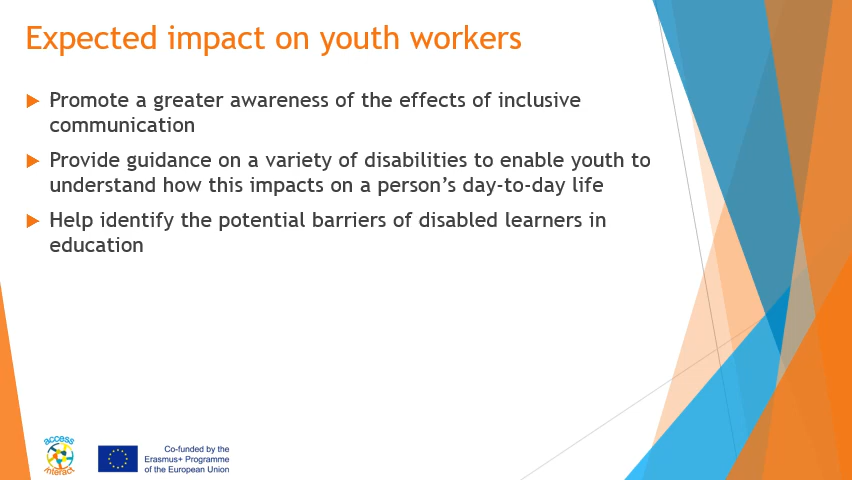 Expected impact on youth workers
Promote a greater awareness of the effects of inclusive
communication
Provide guidance on a variety of disabilities to enable youth to
understand how this impacts on a person’s day-to-day life
Help identify the potential barriers of disabled learners in
education
access
interact
Co-funded by the
Erasmus+ Programme
of the European Union